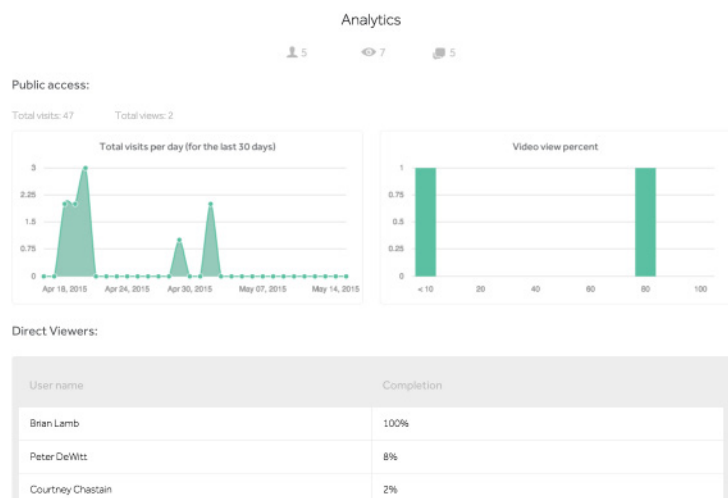 Analytics
5 7 5
Public access:
Total visits: 47 Total views: 2
Total visits per day (for the last 30 days)
3
2.25
1.5
0.75
0
Apr 18, 2015 Apr 24, 2015 Apr 30, 2015 May 07, 2015 May 14, 2015
Video view percent
1
0.75
0.5
0.25
0
< 10 20 40 60 80 100
Direct Viewers:
User name Completion
Brian Lamb 100%
Peter DeWitt 8%
Courtney Chastain 2%